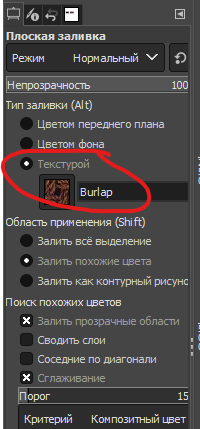 Плоская заливка
Режим Нормальный
Непрозрачность 100
Тип заливки (Alt)
Цветом переднего плана
Цветом фона
Текстурой
Burlap
Область применения (Shift)
Залить всё выделение
Залить похожие цвета
Залить как контурный рисуно
Поиск похожих цветов
Заливать прозрачные области
Сводить слои
Соседние по диагонали
Сглаживание
Порог 15
Критерий Композитный цвет